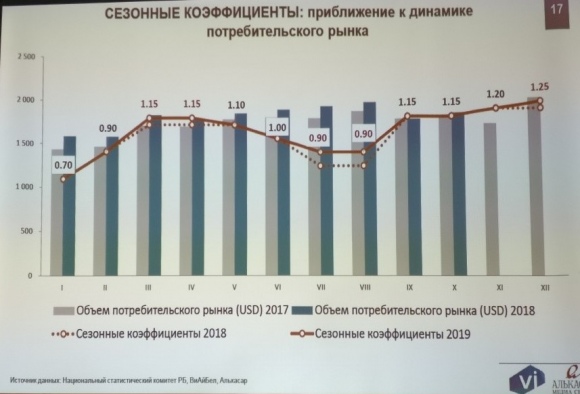 СЕЗОННЫЕ КОЭФФИЦИЕНТЫ: приближение к динамике
потребительского рынка
17
2 500
2 000
1 500
1 000
500
0
0.70
0.90
1.15
1.15
1.10
1.00
0.90
0.90
1.15
1.15
1.20
1.25
I
II
III
IV
V
VI
VII
VIII
IX
X
XI
XII
Объем потребительского рынка (USD) 2017
Объем потребительского рынка (USD) 2018
Сезонные коэффициенты 2018
Сезонные коэффициенты 2019
Источник данных: Национальный статистический комитет РБ, ВиАйБел, Алькасар
vi